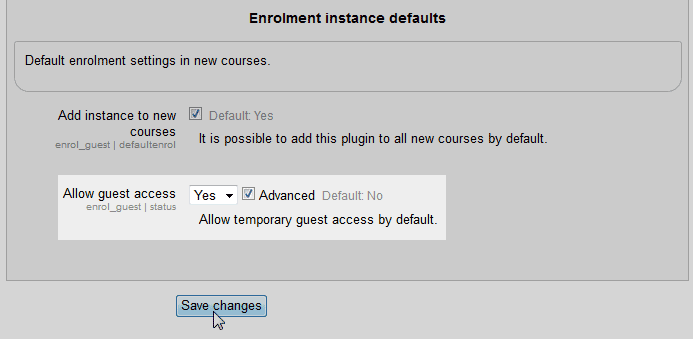 Enrolment instance defaults
Default enrolment settings in new courses.
Add instance to new Default: Yes
courses
enrol_guest | defaultenrol
It is possible to add this plugin to all new courses by default.
Allow guest access Yes Advanced Default: No
enrol_guest | status
Allow temporary guest access by default.
Save changes